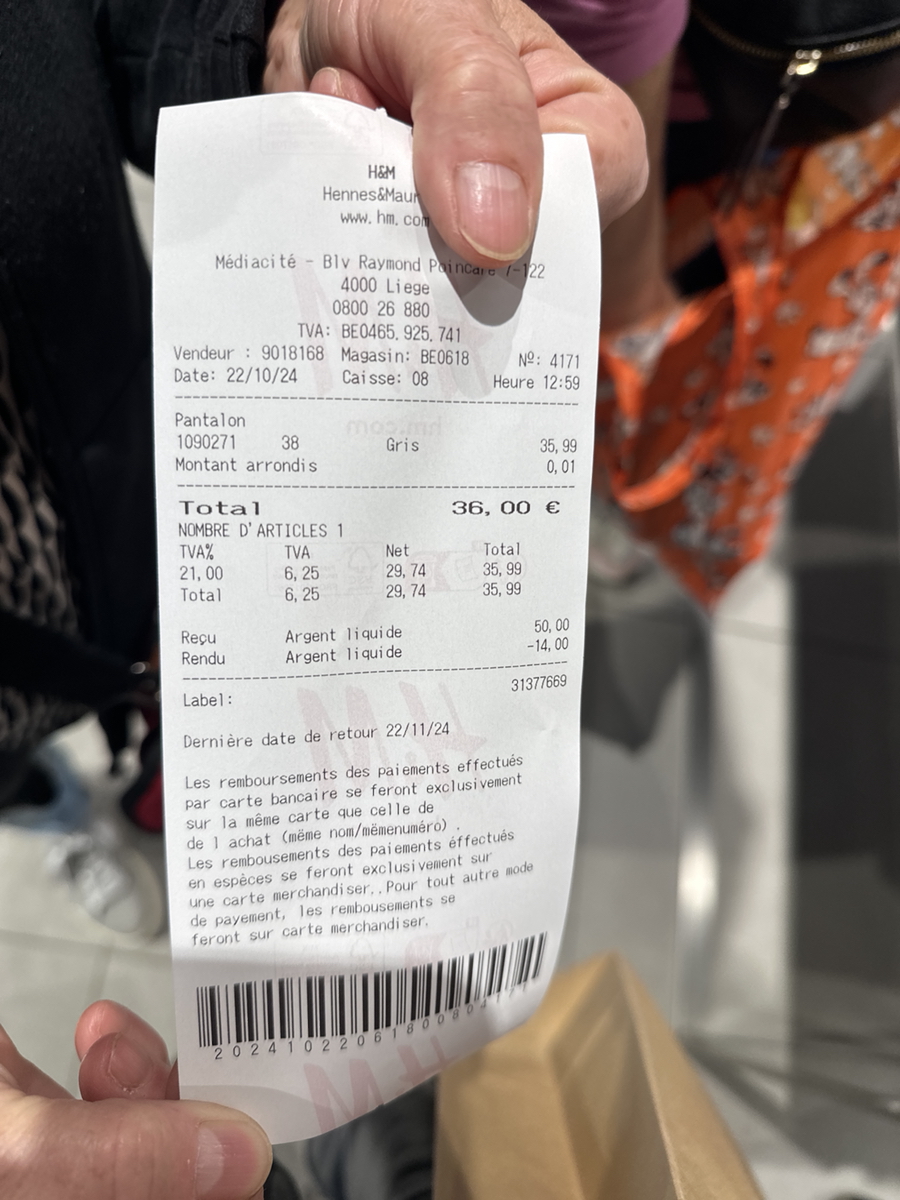 H&M
Hennes&Maur
www.hm.com
Médiacité - Blv Raymond Poincaré 7-122
4000 Liege
0800 26 880
TVA: BE0465.925.741
Vendeur : 9018168 Magasin: BE0618 Nº: 4171
Date: 22/10/24 Caisse: 08 Heure 12:59
Pantalon
1090271 38 Gris 35,99
Montant arrondis 0,01
Total 36,00 €
NOMBRE D'ARTICLES 1
TVA% TVA Net Total
21,00 6,25 29,74 35,99
Total 6,25 29,74 35,99
Reçu Argent liquide 50,00
Rendu Argent liquide -14,00
Label: 31377669
Dernière date de retour 22/11/24
Les remboursements des paiements effectués
par carte bancaire se feront exclusivement
sur la même carte que celle de
de l achat (mëme nom/mëmenuméro) .
Les rembousements des paiements éffectués
en espèces se feront exclusivement sur
une carte merchandiser..Pour tout autre mode
de payement, les rembousements se
feront sur carte merchandiser.